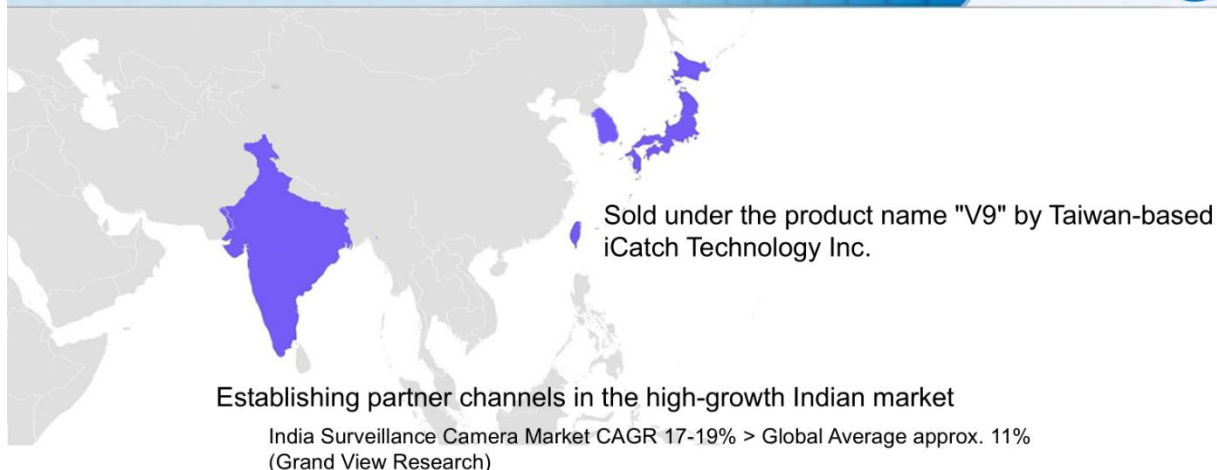 Sold under the product name "V9" by Taiwan-based
iCatch Technology Inc.
Establishing partner channels in the high-growth Indian market
India Surveillance Camera Market CAGR 17-19% > Global Average approx. 11%
(Grand View Research)